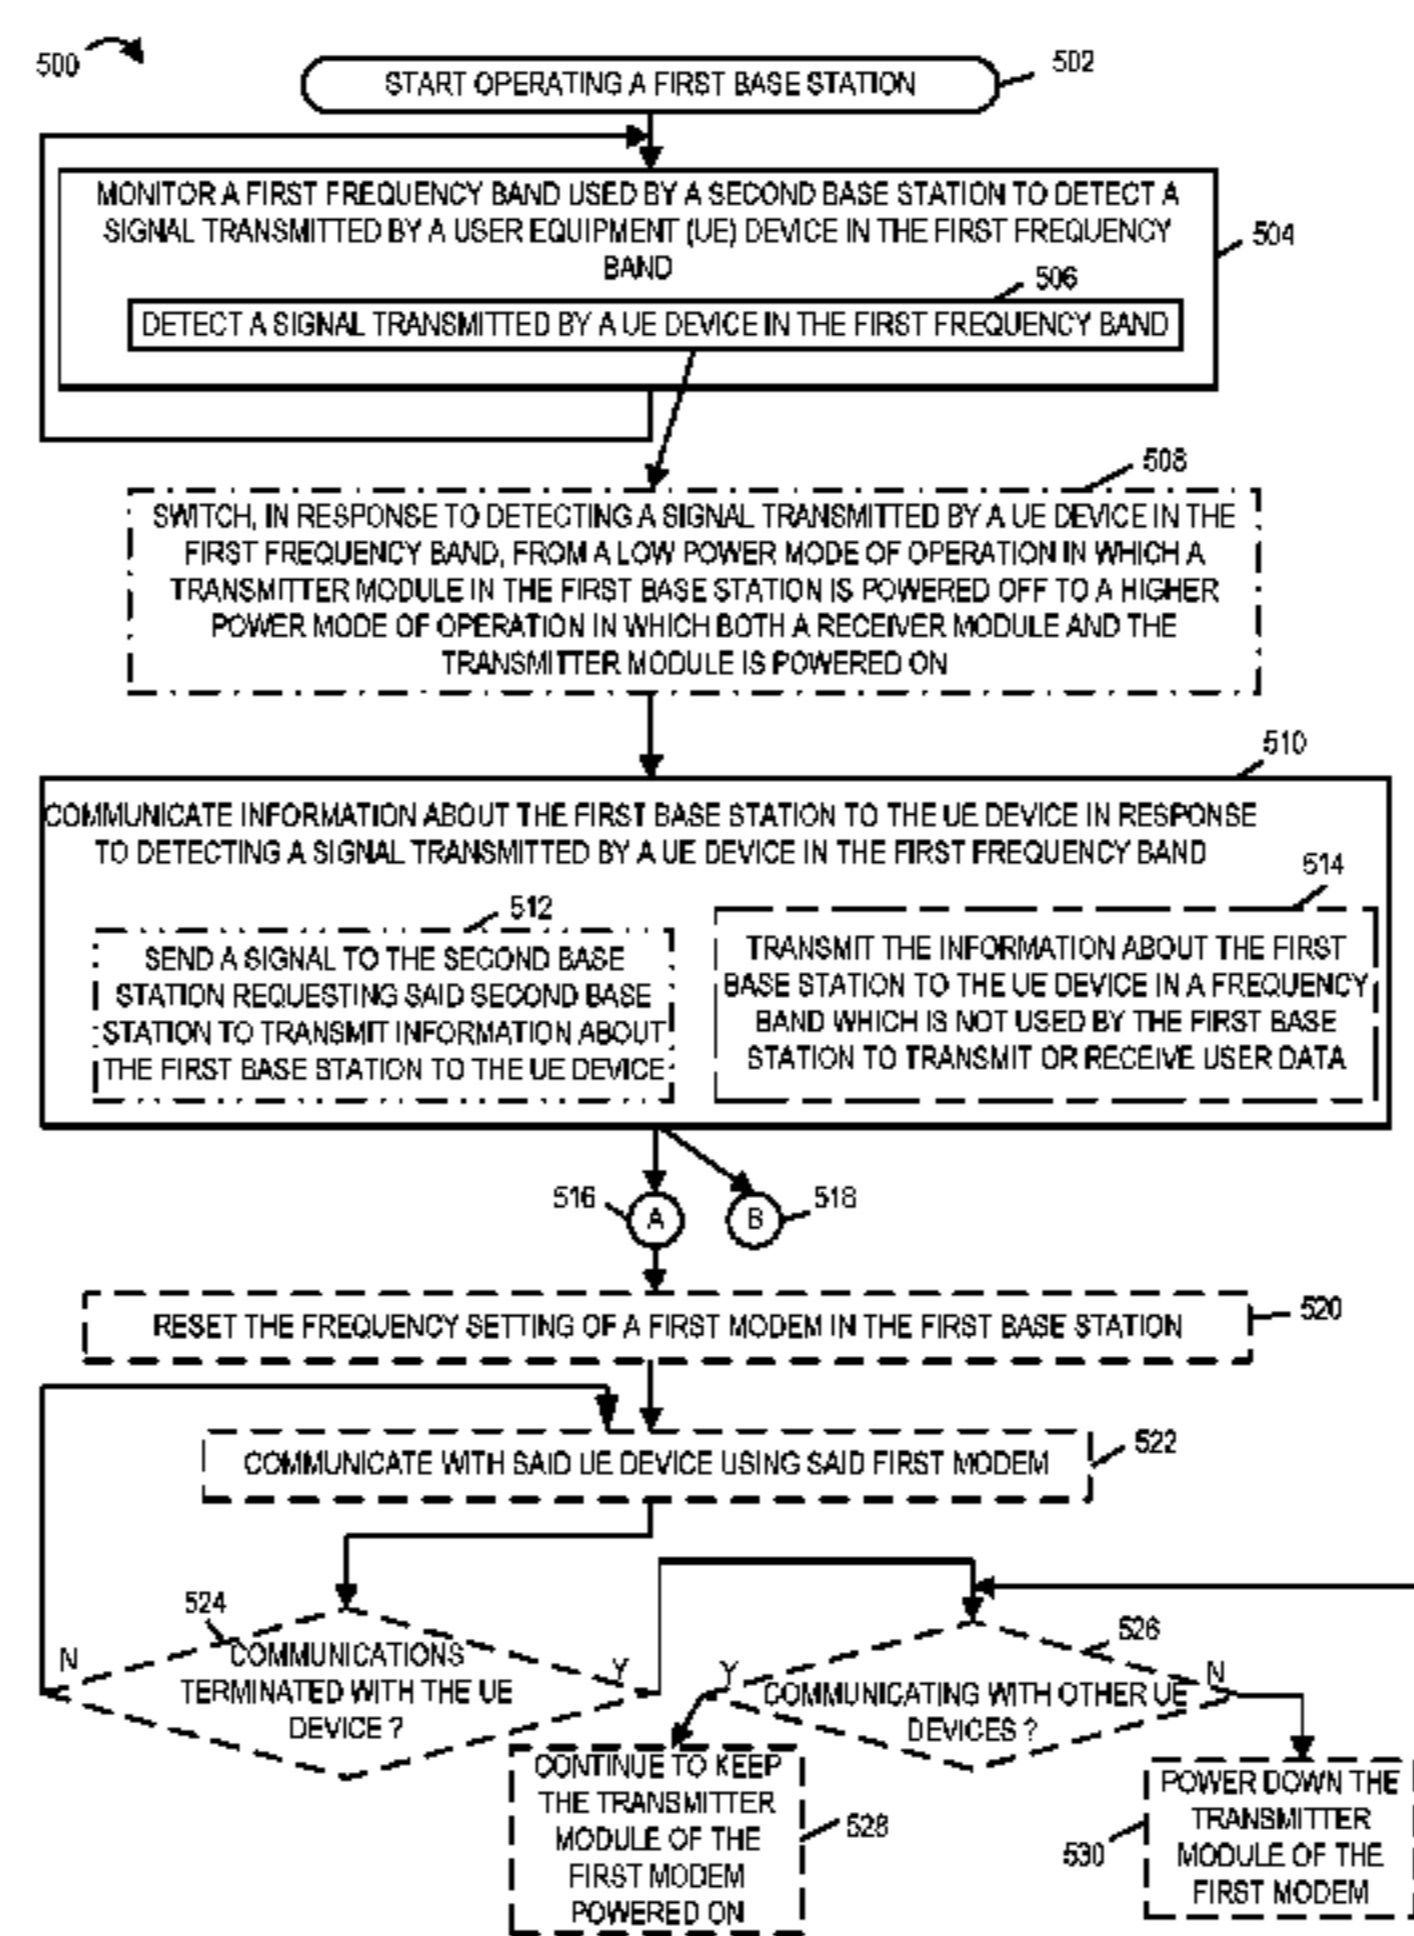 500
START OPERATING A FIRST BASE STATION
502
MONITOR A FIRST FREQUENCY BAND USED BY A SECOND BASE STATION TO DETECT A
SIGNAL TRANSMITTED BY A USER EQUIPMENT (UE) DEVICE IN THE FIRST FREQUENCY
BAND
504
506
DETECT A SIGNAL TRANSMITTED BY A UE DEVICE IN THE FIRST FREQUENCY BAND
508
SWITCH, IN RESPONSE TO DETECTING A SIGNAL TRANSMITTED BY A UE DEVICE IN THE
FIRST FREQUENCY BAND, FROM A LOW POWER MODE OF OPERATION IN WHICH A
TRANSMITTER MODULE IN THE FIRST BASE STATION IS POWERED OFF TO A HIGHER
POWER MODE OF OPERATION IN WHICH BOTH A RECEIVER MODULE AND THE
TRANSMITTER MODULE IS POWERED ON
510
COMMUNICATE INFORMATION ABOUT THE FIRST BASE STATION TO THE UE DEVICE IN RESPONSE
TO DETECTING A SIGNAL TRANSMITTED BY A UE DEVICE IN THE FIRST FREQUENCY BAND
512
SEND A SIGNAL TO THE SECOND BASE
STATION REQUESTING SAID SECOND BASE
STATION TO TRANSMIT INFORMATION ABOUT
THE FIRST BASE STATION TO THE UE DEVICE
514
TRANSMIT THE INFORMATION ABOUT THE FIRST
BASE STATION TO THE UE DEVICE IN A FREQUENCY
BAND WHICH IS NOT USED BY THE FIRST BASE
STATION TO TRANSMIT OR RECEIVE USER DATA
516
A
B
518
RESET THE FREQUENCY SETTING OF A FIRST MODEM IN THE FIRST BASE STATION
520
COMMUNICATE WITH SAID UE DEVICE USING SAID FIRST MODEM
522
524
N
COMMUNICATIONS
TERMINATED WITH THE UE
DEVICE ?
Y
526
Y
COMMUNICATING WITH OTHER UE
DEVICES ?
N
CONTINUE TO KEEP
THE TRANSMITTER
MODULE OF THE
FIRST MODEM
POWERED ON
528
530
POWER DOWN THE
TRANSMITTER
MODULE OF THE
FIRST MODEM